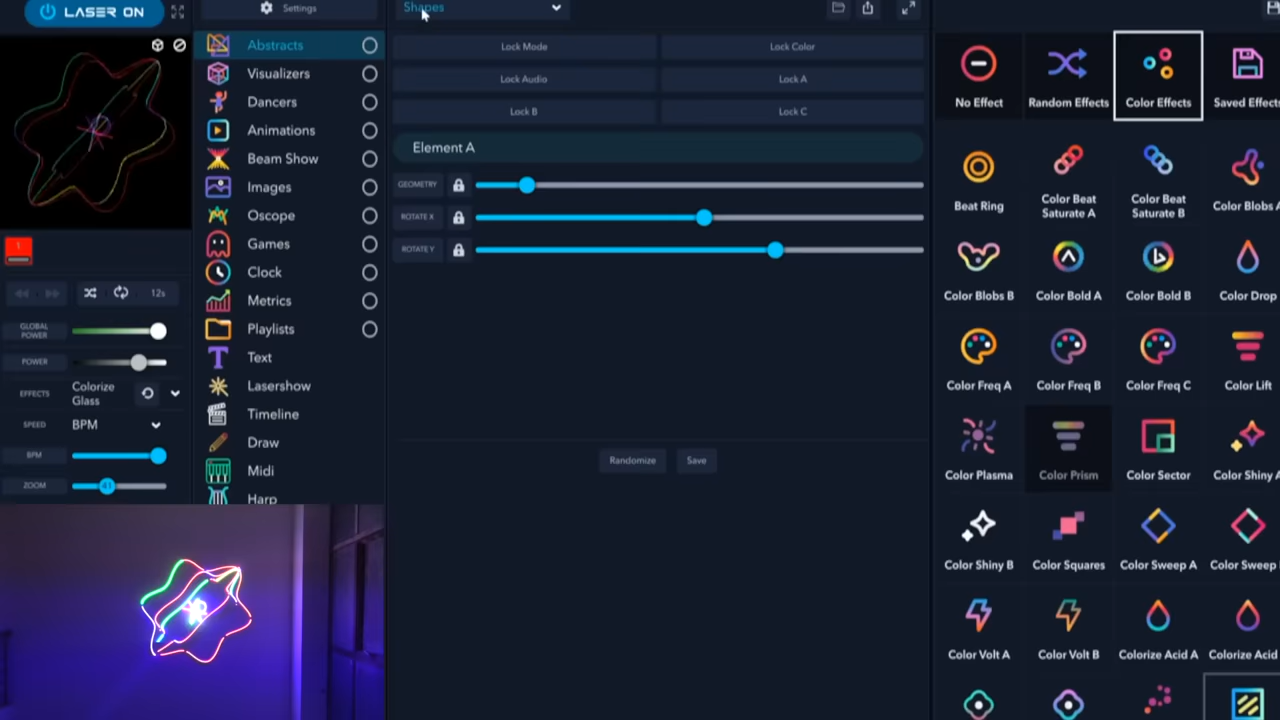 LASER ON
1
12s
GLOBAL
POWER
POWER
EFFECTS
Colorize
Glass
SPEED
BPM
BPM
ZOOM
41
Settings
Abstracts
Visualizers
Dancers
Animations
Beam Show
Images
Oscope
Games
Clock
Metrics
Playlists
Text
Lasershow
Timeline
Draw
Midi
Harp
Shapes
Lock Mode
Lock Color
Lock Audio
Lock A
Lock B
Lock C
Element A
GEOMETRY
ROTATE X
ROTATE Y
Randomize
Save
No Effect
Random Effects
Color Effects
Saved Effects
Beat Ring
Color Beat
Saturate A
Color Beat
Saturate B
Color Blobs A
Color Blobs B
Color Bold A
Color Bold B
Color Drop
Color Freq A
Color Freq B
Color Freq C
Color Lift
Color Plasma
Color Prism
Color Sector
Color Shiny A
Color Shiny B
Color Squares
Color Sweep A
Color Sweep
Color Volt A
Color Volt B
Colorize Acid A
Colorize Acid